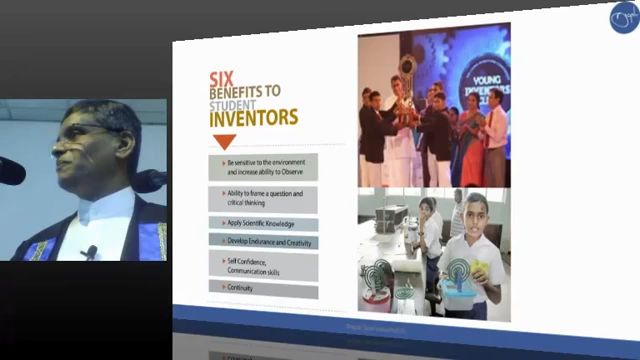 SIX
BENEFITS TO
STUDENT
INVENTORS
Be sensitive to the environment
and increase ability to Observe
Ability to frame a question and
critical thinking
Apply Scientific Knowledge
Develop Endurance and Creativity
Self Confidence,
Communication skills
Continuity
YOUNG
INVENTORS